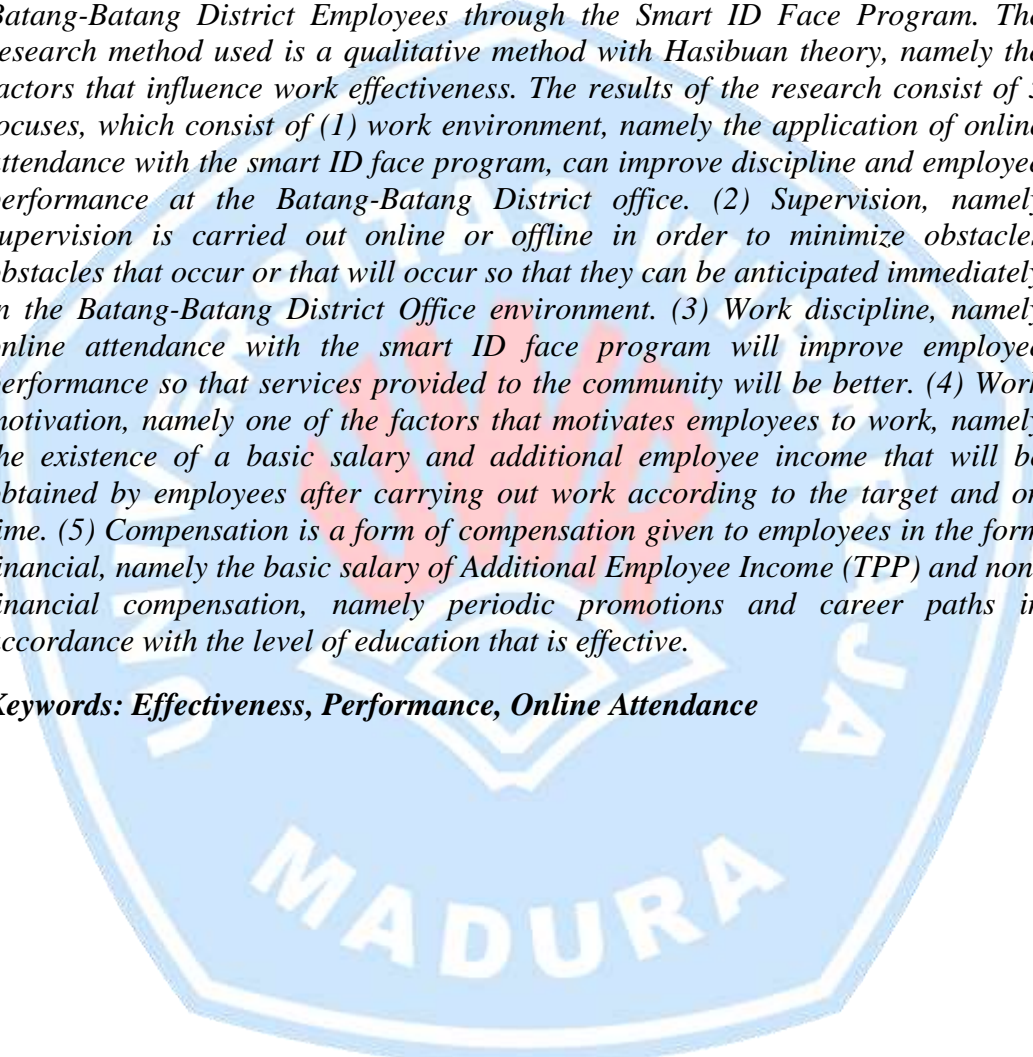 Batang-Batang District Employees through the Smart ID Face Program. The
research method used is a qualitative method with Hasibuan theory, namely the
factors that influence work effectiveness. The results of the research consist of 5
focuses, which consist of (1) work environment, namely the application of online
attendance with the smart ID face program, can improve discipline and employee
performance at the Batang-Batang District office. (2) Supervision, namely
supervision is carried out online or offline in order to minimize obstacles
obstacles that occur or that will occur so that they can be anticipated immediately
in the Batang-Batang District Office environment. (3) Work discipline, namely
online attendance with the smart ID face program will improve employee
performance so that services provided to the community will be better. (4) Work
motivation, namely one of the factors that motivates employees to work, namely
the existence of a basic salary and additional employee income that will be
obtained by employees after carrying out work according to the target and on
time. (5) Compensation is a form of compensation given to employees in the form
financial, namely the basic salary of Additional Employee Income (TPP) and non-
financial compensation, namely periodic promotions and career paths in
accordance with the level of education that is effective.
Keywords: Effectiveness, Performance, Online Attendance
UNIVERSITAS WIRARAJA
UWR
MADURA